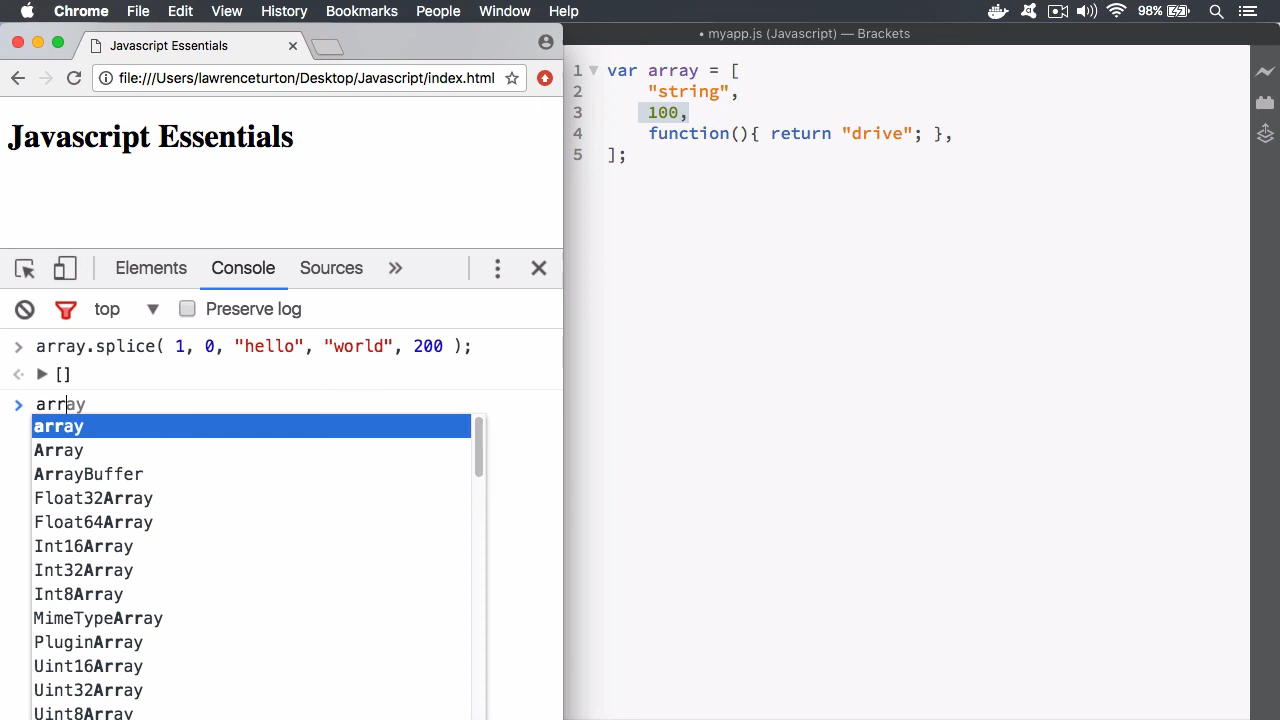 Chrome File Edit View History Bookmarks People Window Help 98%
Javascript Essentials
• myapp.js (Javascript) — Brackets
file:///Users/lawrenceturton/Desktop/Javascript/index.html
Javascript Essentials
Elements Console Sources
top Preserve log
> array.splice( 1, 0, "hello", "world", 200 );
[]
> array
array
Array
ArrayBuffer
Float32Array
Float64Array
Int16Array
Int32Array
Int8Array
MimeTypeArray
PluginArray
Uint16Array
Uint32Array
Uint8Array
1 var array = [
2 "string",
3 100,
4 function(){ return "drive"; },
5 ];